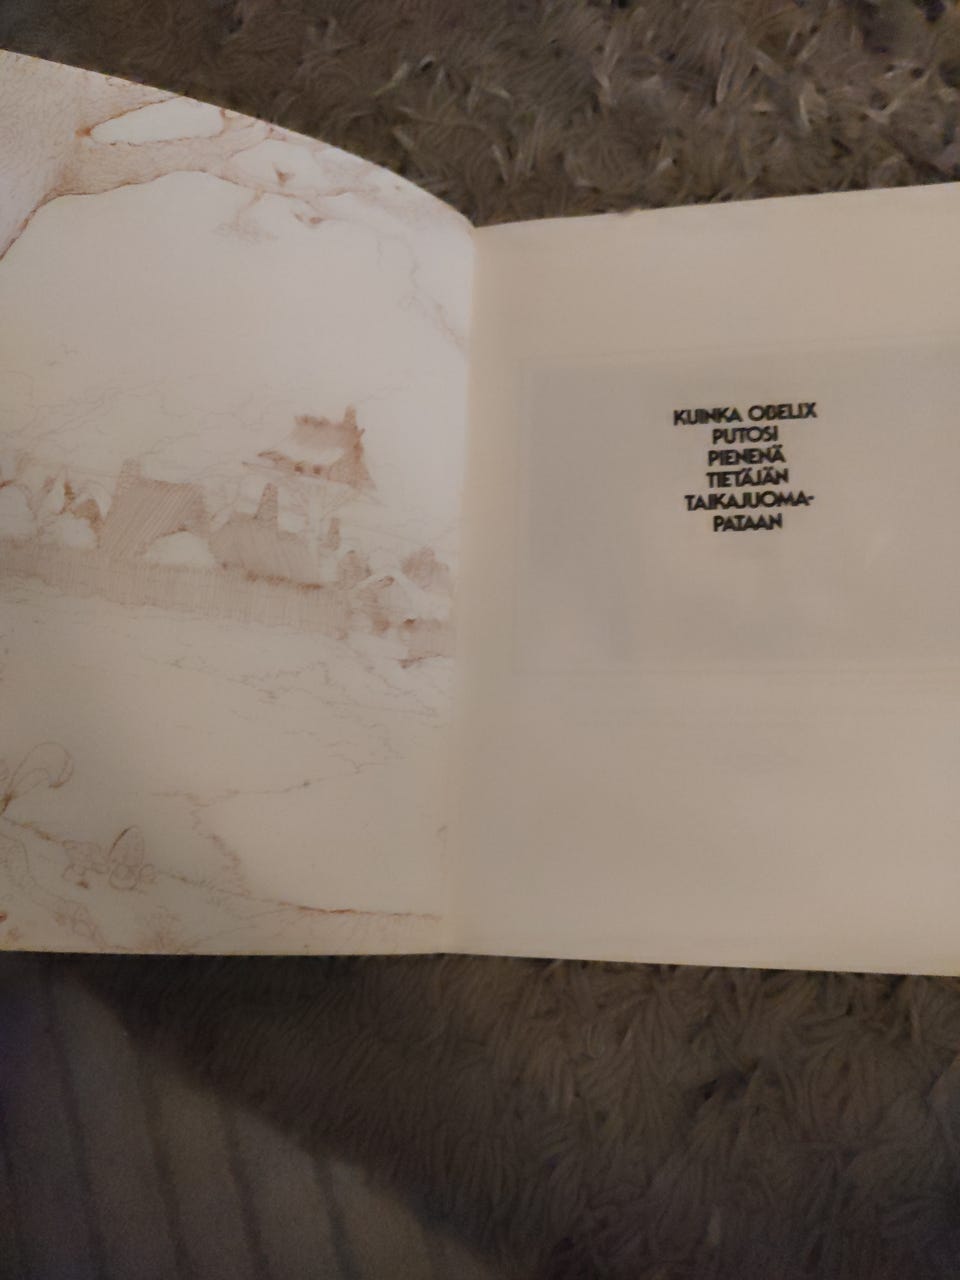 KUINKA OBELIX
PUTOSI
PIENENÄ
TIETÄJÄN
TAIKAJUOMA-
PATAAN